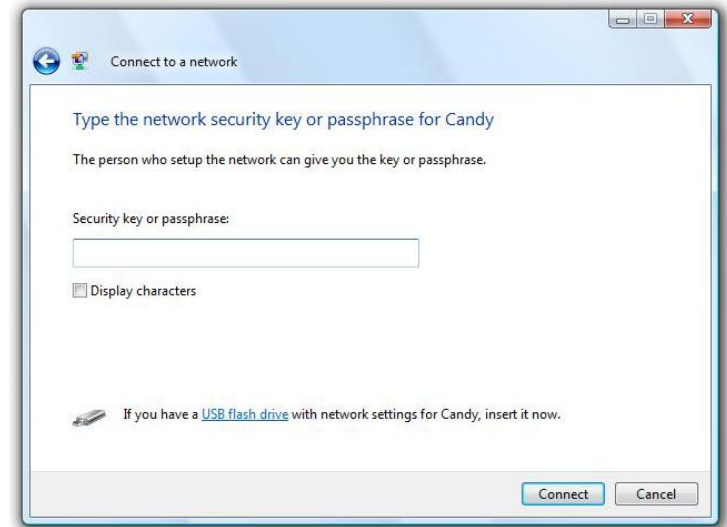 Connect to a network
Type the network security key or passphrase for Candy
The person who setup the network can give you the key or passphrase.
Security key or passphrase:
Display characters
If you have a USB flash drive with network settings for Candy, insert it now.
Connect Cancel